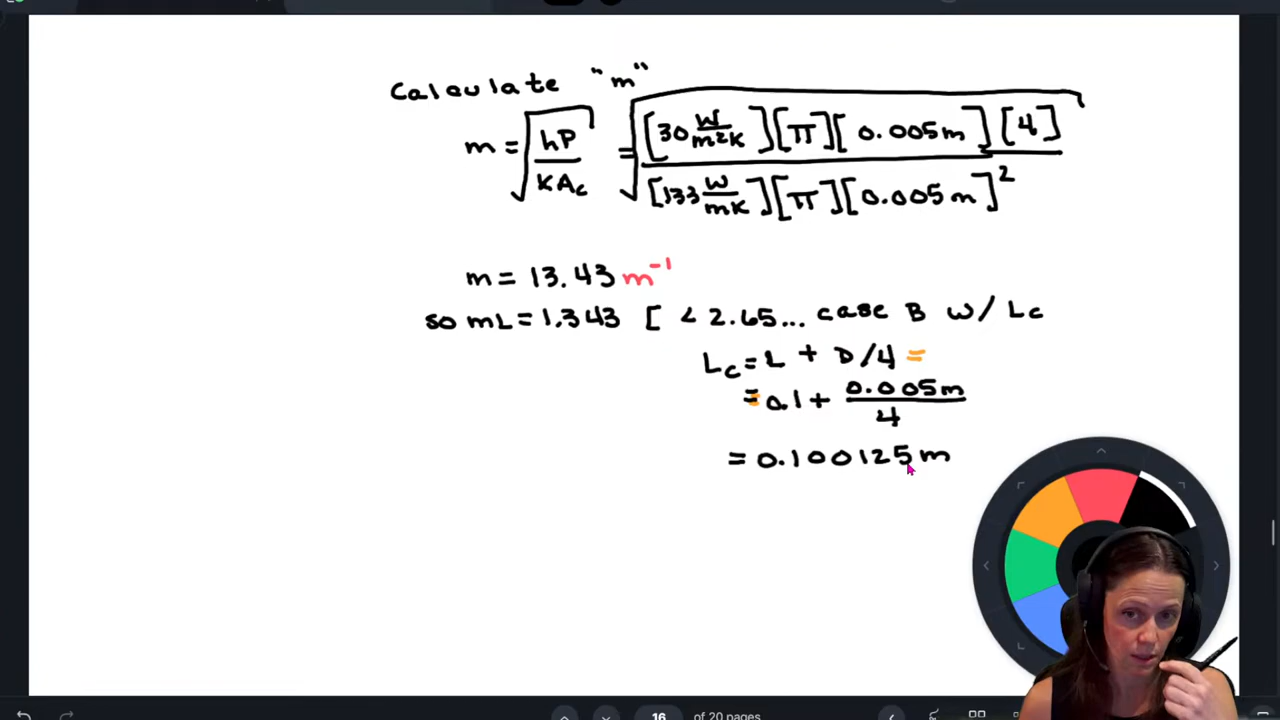 Calculate "m"
m = √hP/kAc = √[30 W/m²K][π][0.005m][4]/[133 W/mK][π][0.005m]²
m = 13.43 m⁻¹
so mL = 1.343 [ < 2.65... case B w/ Lc
Lc = L + D/4 =
= 0.1 + 0.005m/4
= 0.100125m
16 of 20 pages